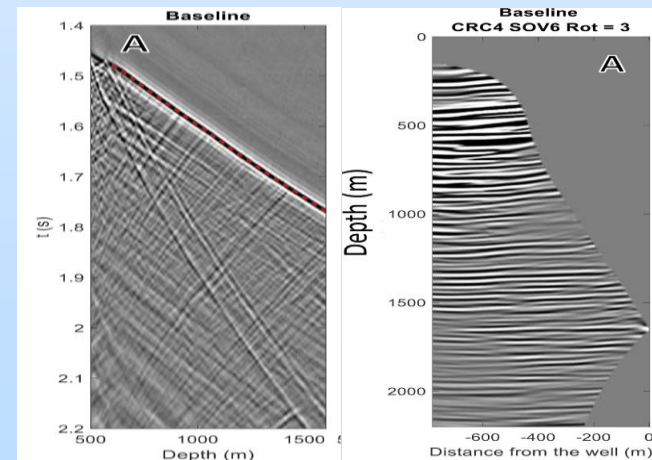 Baseline
A
1.4
1.5
1.6
1.7
1.8
1.9
2
2.1
2.2
t (s)
500
1000
1500
Depth (m)
Baseline
CRC4 SOV6 Rot = 3
A
0
500
1000
1500
2000
Depth (m)
-600
-400
-200
0
Distance from the well (m)